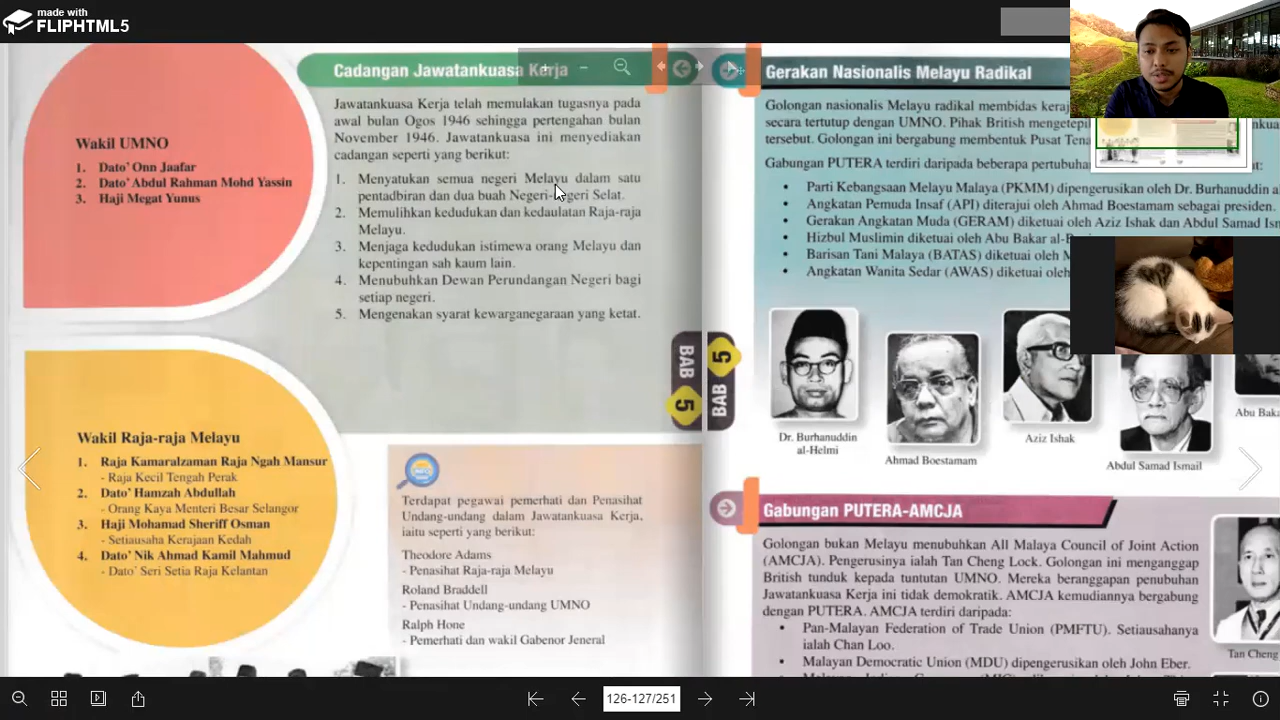 made with
FLIPHTML5
Wakil UMNO
1. Dato' Onn Jaafar
2. Dato' Abdul Rahman Mohd Yassin
3. Haji Megat Yunus
Wakil Raja-raja Melayu
1. Raja Kamaralzaman Raja Ngah Mansur
- Raja Kecil Tengah Perak
2. Dato' Hamzah Abdullah
- Orang Kaya Menteri Besar Selangor
3. Haji Mohamad Sheriff Osman
- Setiausaha Kerajaan Kedah
4. Dato' Nik Ahmad Kamil Mahmud
- Dato' Seri Setia Raja Kelantan
Cadangan Jawatankuasa Kerja
Jawatankuasa Kerja telah memulakan tugasnya pada
awal bulan Ogos 1946 sehingga pertengahan bulan
November 1946. Jawatankuasa ini menyediakan
cadangan seperti yang berikut:
1. Menyatukan semua negeri Melayu dalam satu
pentadbiran dan dua buah Negeri-Negeri Selat.
2. Memulihkan kedudukan dan kedaulatan Raja-raja
Melayu.
3. Menjaga kedudukan istimewa orang Melayu dan
kepentingan sah kaum lain.
4. Menubuhkan Dewan Perundangan Negeri bagi
setiap negeri.
5. Mengenakan syarat kewarganegaraan yang ketat.
BAB 5
Terdapat pegawai pemerhati dan Penasihat
Undang-undang dalam Jawatankuasa Kerja,
iaitu seperti yang berikut:
Theodore Adams
- Penasihat Raja-raja Melayu
Roland Braddell
- Penasihat Undang-undang UMNO
Ralph Hone
- Pemerhati dan wakil Gabenor Jeneral
BAB 5
Gerakan Nasionalis Melayu Radikal
Golongan nasionalis Melayu radikal membidas keraj
secara tertutup dengan UMNO. Pihak British mengetepi
tersebut. Golongan ini bergabung membentuk Pusat Tena
Gabungan PUTERA terdiri daripada beberapa pertubuha
• Parti Kebangsaan Melayu Malaya (PKMM) dipengerusikan oleh Dr. Burhanuddin a
• Angkatan Pemuda Insaf (API) diterajui oleh Ahmad Boestamam sebagai presiden.
• Gerakan Angkatan Muda (GERAM) diketuai oleh Aziz Ishak dan Abdul Samad Ism
• Hizbul Muslimin diketuai oleh Abu Bakar al-B
• Barisan Tani Malaya (BATAS) diketuai oleh M
• Angkatan Wanita Sedar (AWAS) diketuai oleh
Dr. Burhanuddin
al-Helmi
Ahmad Boestamam
Aziz Ishak
Abdul Samad Ismail
Abu Baka
Gabungan PUTERA-AMCJA
Golongan bukan Melayu menubuhkan All Malaya Council of Joint Action
(AMCJA). Pengerusinya ialah Tan Cheng Lock. Golongan ini menganggap
British tunduk kepada tuntutan UMNO. Mereka beranggapan penubuhan
Jawatankuasa Kerja ini tidak demokratik. AMCJA kemudiannya bergabung
dengan PUTERA. AMCJA terdiri daripada:
• Pan-Malayan Federation of Trade Union (PMFTU). Setiausahanya
ialah Chan Loo.
• Malayan Democratic Union (MDU) dipengerusikan oleh John Eber.
Tan Cheng
126-127/251